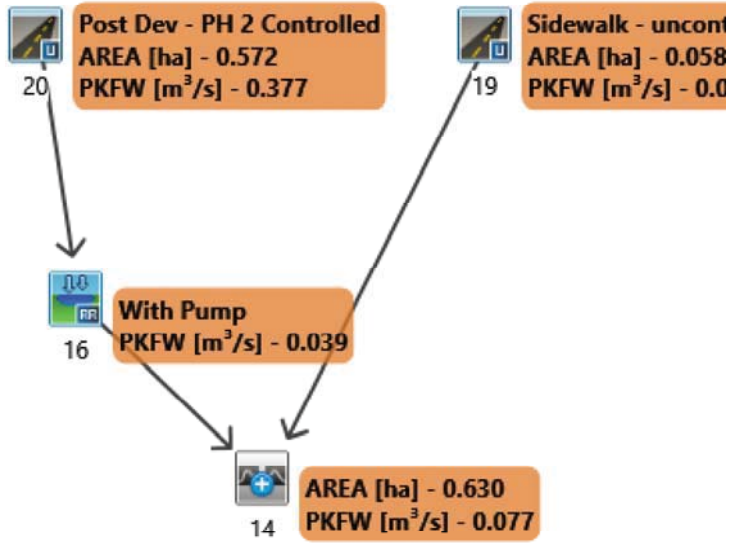 Post Dev - PH 2 Controlled
AREA [ha] - 0.572
PKFW [m³/s] - 0.377
U
20
Sidewalk - uncont
AREA [ha] - 0.058
PKFW [m³/s] - 0.0
U
19
RR
16
With Pump
PKFW [m³/s] - 0.039
14
AREA [ha] - 0.630
PKFW [m³/s] - 0.077